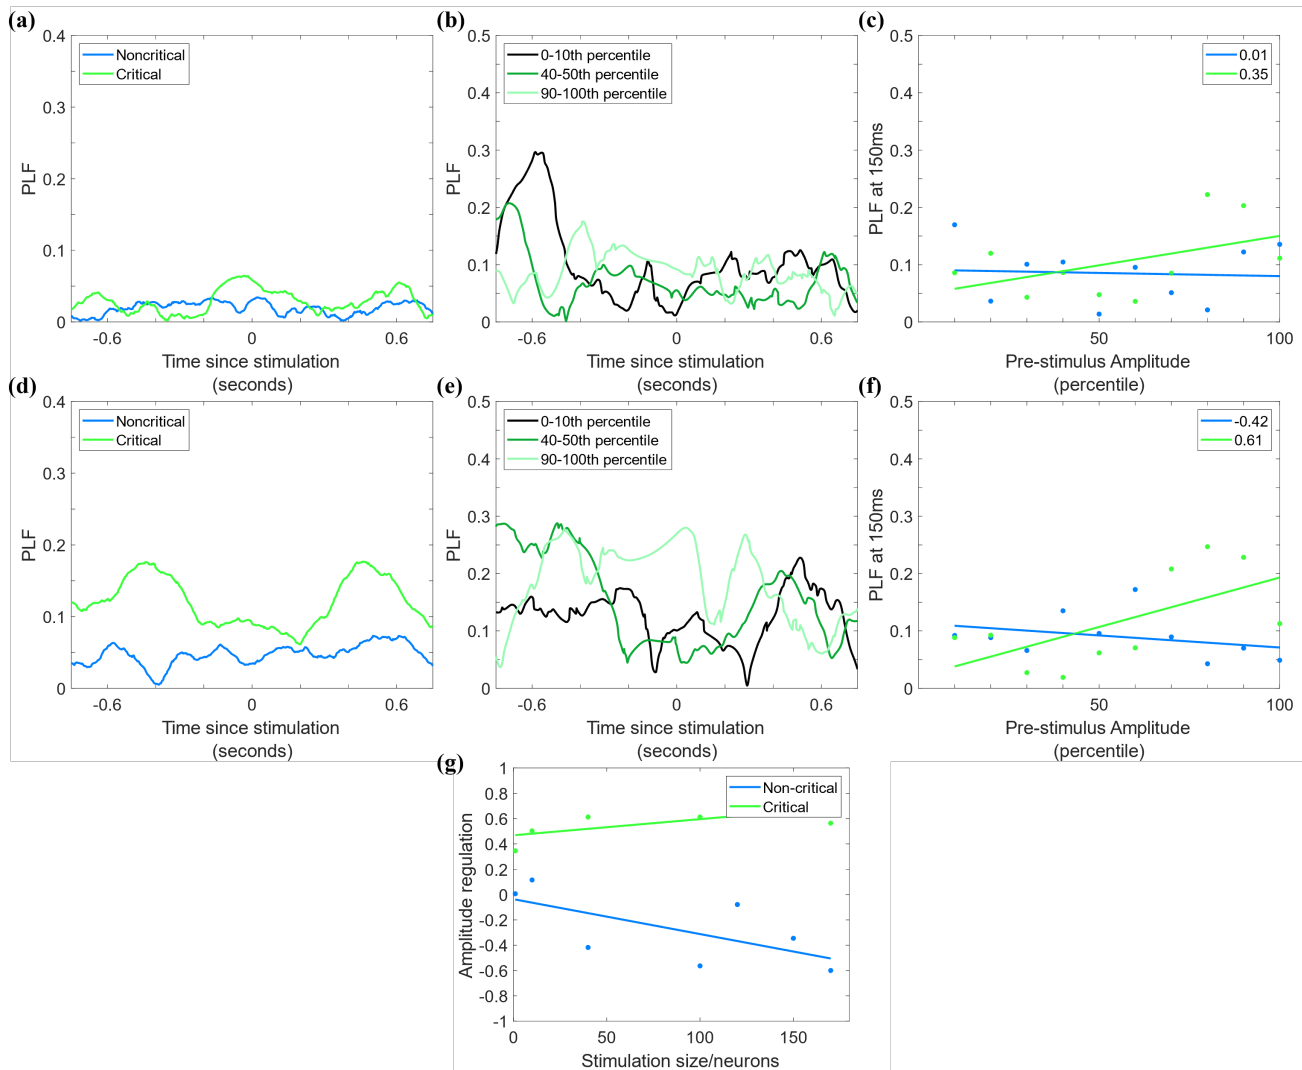 (a)
0.4
0.3
0.2
0.1
0
PLF
Noncritical
Critical
-0.6
0
0.6
Time since stimulation
(seconds)
(b)
0.5
0.4
0.3
0.2
0.1
0
PLF
0-10th percentile
40-50th percentile
90-100th percentile
-0.6
0
0.6
Time since stimulation
(seconds)
(c)
0.5
0.4
0.3
0.2
0.1
0
PLF at 150ms
0.01
0.35
50
100
Pre-stimulus Amplitude
(percentile)
(d)
0.4
0.3
0.2
0.1
0
PLF
Noncritical
Critical
-0.6
0
0.6
Time since stimulation
(seconds)
(e)
0.5
0.4
0.3
0.2
0.1
0
PLF
0-10th percentile
40-50th percentile
90-100th percentile
-0.6
0
0.6
Time since stimulation
(seconds)
(f)
0.5
0.4
0.3
0.2
0.1
0
PLF at 150ms
-0.42
0.61
50
100
Pre-stimulus Amplitude
(percentile)
(g)
1
0.8
0.6
0.4
0.2
0
-0.2
-0.4
-0.6
-0.8
-1
Amplitude regulation
Non-critical
Critical
0
50
100
150
Stimulation size/neurons